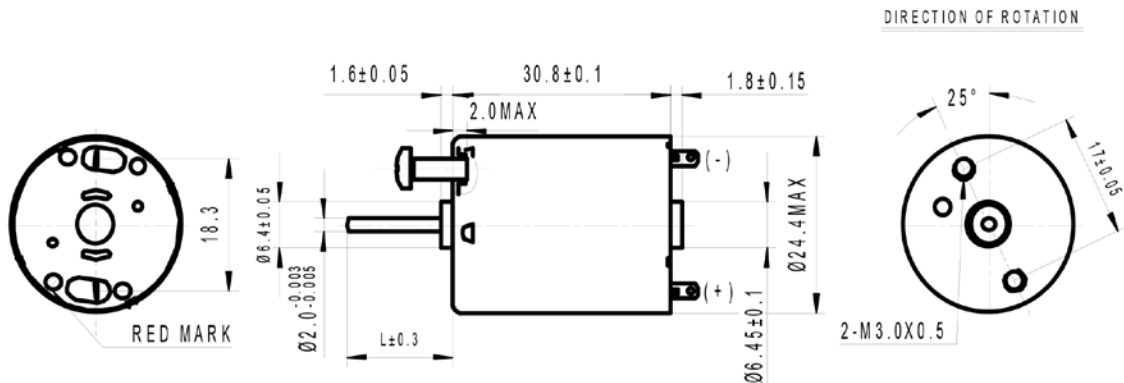 DIRECTION OF ROTATION
1.6±0.05
30.8±0.1
1.8±0.15
2.0MAX
25°
(-)
17±0.05
18.3
Ø6.4±0.05
Ø24.4MAX
Ø2.0 -0.003 -0.005
(+)
RED MARK
L±0.3
Ø6.45±0.1
2-M3.0X0.5